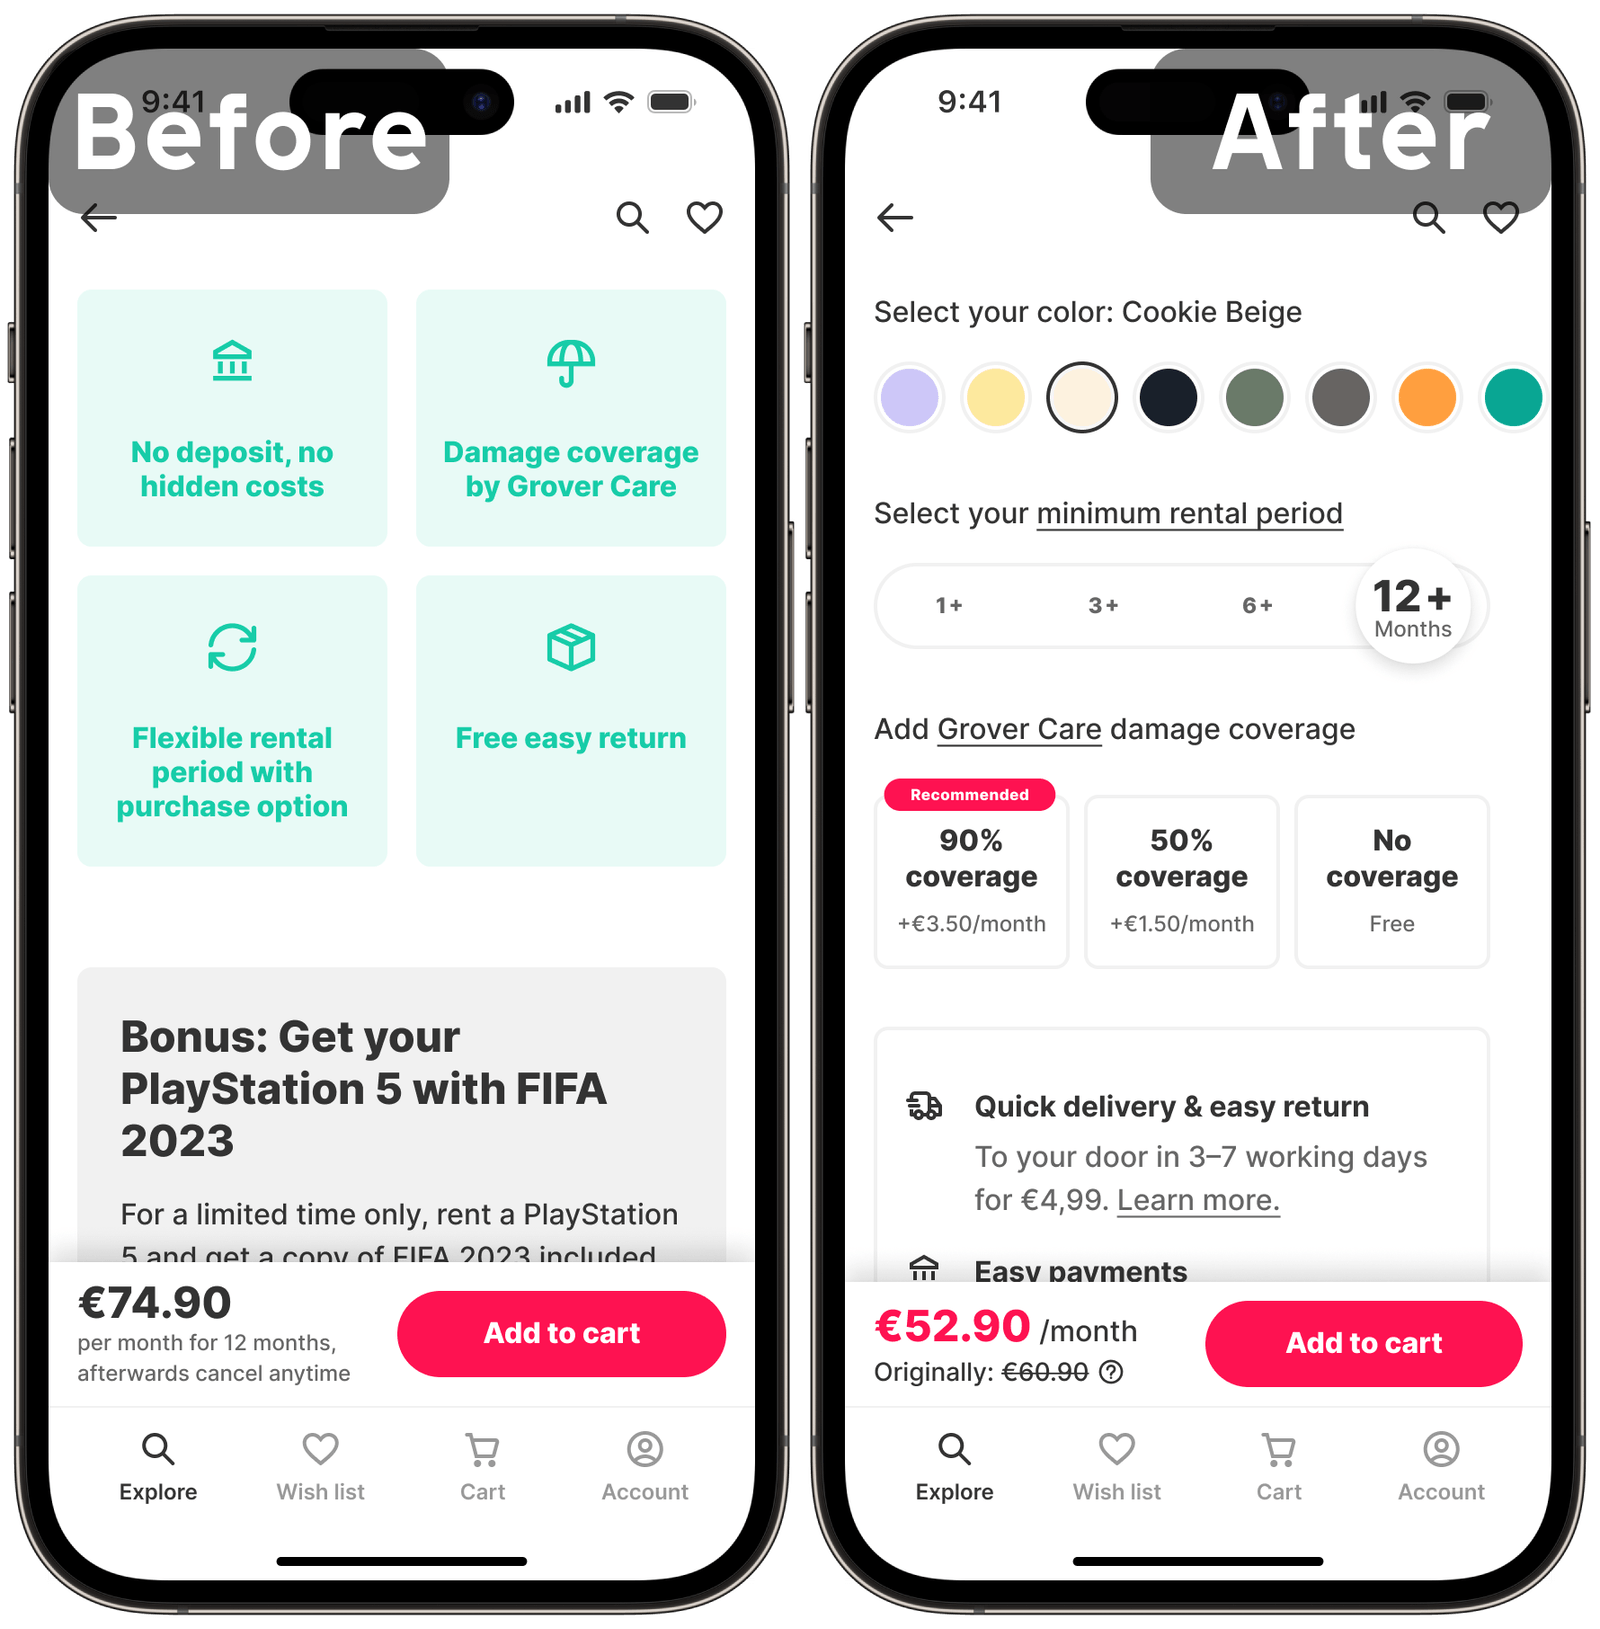 9:41
Before
No deposit, no
hidden costs
Damage coverage
by Grover Care
Flexible rental
period with
purchase option
Free easy return
Bonus: Get your
PlayStation 5 with FIFA
2023
For a limited time only, rent a PlayStation
5 and get a copy of FIFA 2023 included
€74.90
per month for 12 months,
afterwards cancel anytime
Add to cart
Explore
Wish list
Cart
Account
9:41
After
Select your color: Cookie Beige
Select your minimum rental period
1+
3+
6+
12+
Months
Add Grover Care damage coverage
Recommended
90%
coverage
+€3.50/month
50%
coverage
+€1.50/month
No
coverage
Free
Quick delivery & easy return
To your door in 3–7 working days
for €4,99. Learn more.
Easy payments
€52.90 /month
Originally: €60.90
Add to cart
Explore
Wish list
Cart
Account